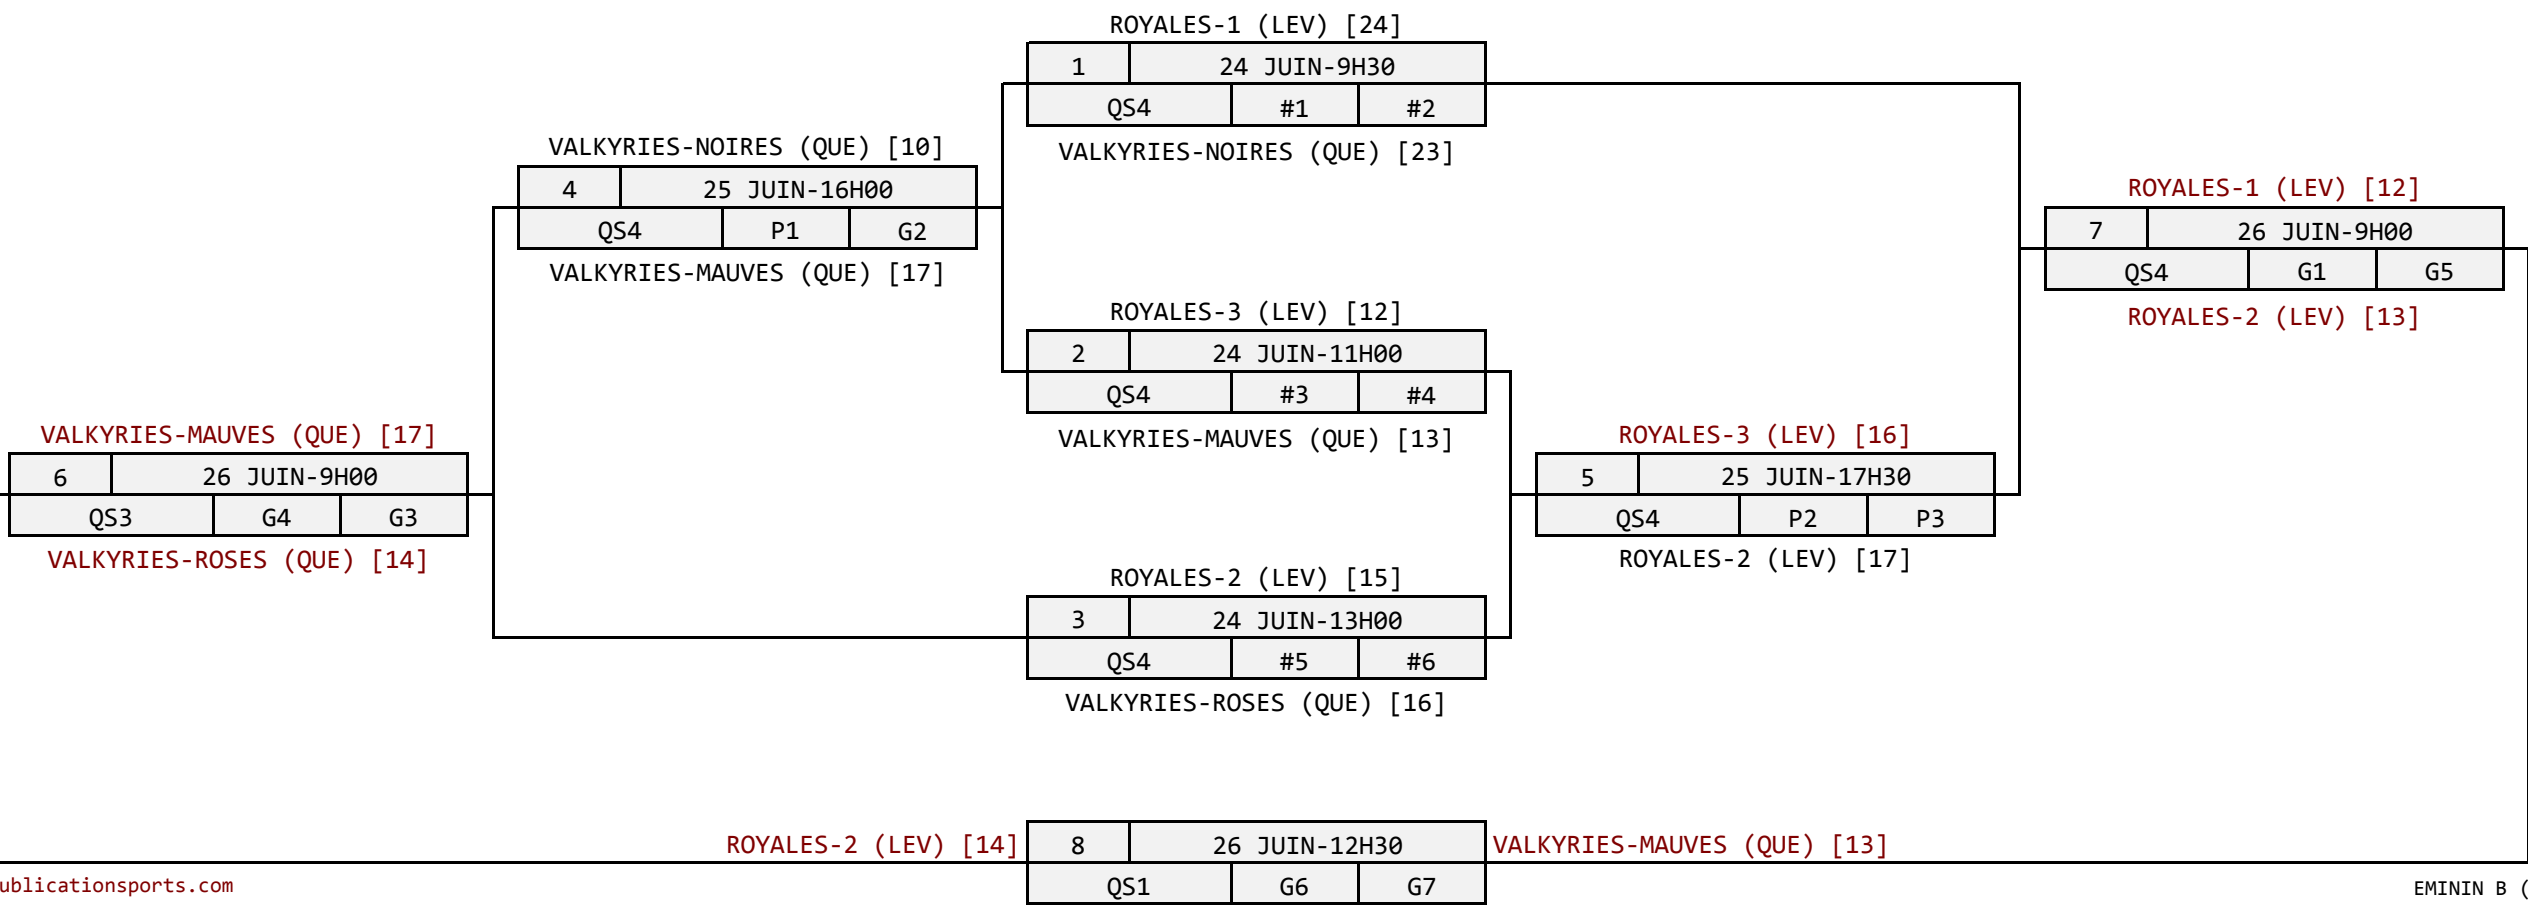 ROYALES-1 (LEV) [24]
1 24 JUIN-9H30
QS4 #1 #2
VALKYRIES-NOIRES (QUE) [23]
VALKYRIES-NOIRES (QUE) [10]
4 25 JUIN-16H00
QS4 P1 G2
VALKYRIES-MAUVES (QUE) [17]
ROYALES-1 (LEV) [12]
7 26 JUIN-9H00
QS4 G1 G5
ROYALES-2 (LEV) [13]
ROYALES-3 (LEV) [12]
2 24 JUIN-11H00
QS4 #3 #4
VALKYRIES-MAUVES (QUE) [13]
VALKYRIES-MAUVES (QUE) [17]
6 26 JUIN-9H00
QS3 G4 G3
VALKYRIES-ROSES (QUE) [14]
ROYALES-3 (LEV) [16]
5 25 JUIN-17H30
QS4 P2 P3
ROYALES-2 (LEV) [17]
ROYALES-2 (LEV) [15]
3 24 JUIN-13H00
QS4 #5 #6
VALKYRIES-ROSES (QUE) [16]
ROYALES-2 (LEV) [14] 8 26 JUIN-12H30 VALKYRIES-MAUVES (QUE) [13]
QS1 G6 G7
ublicationsports.com
EMININ B (